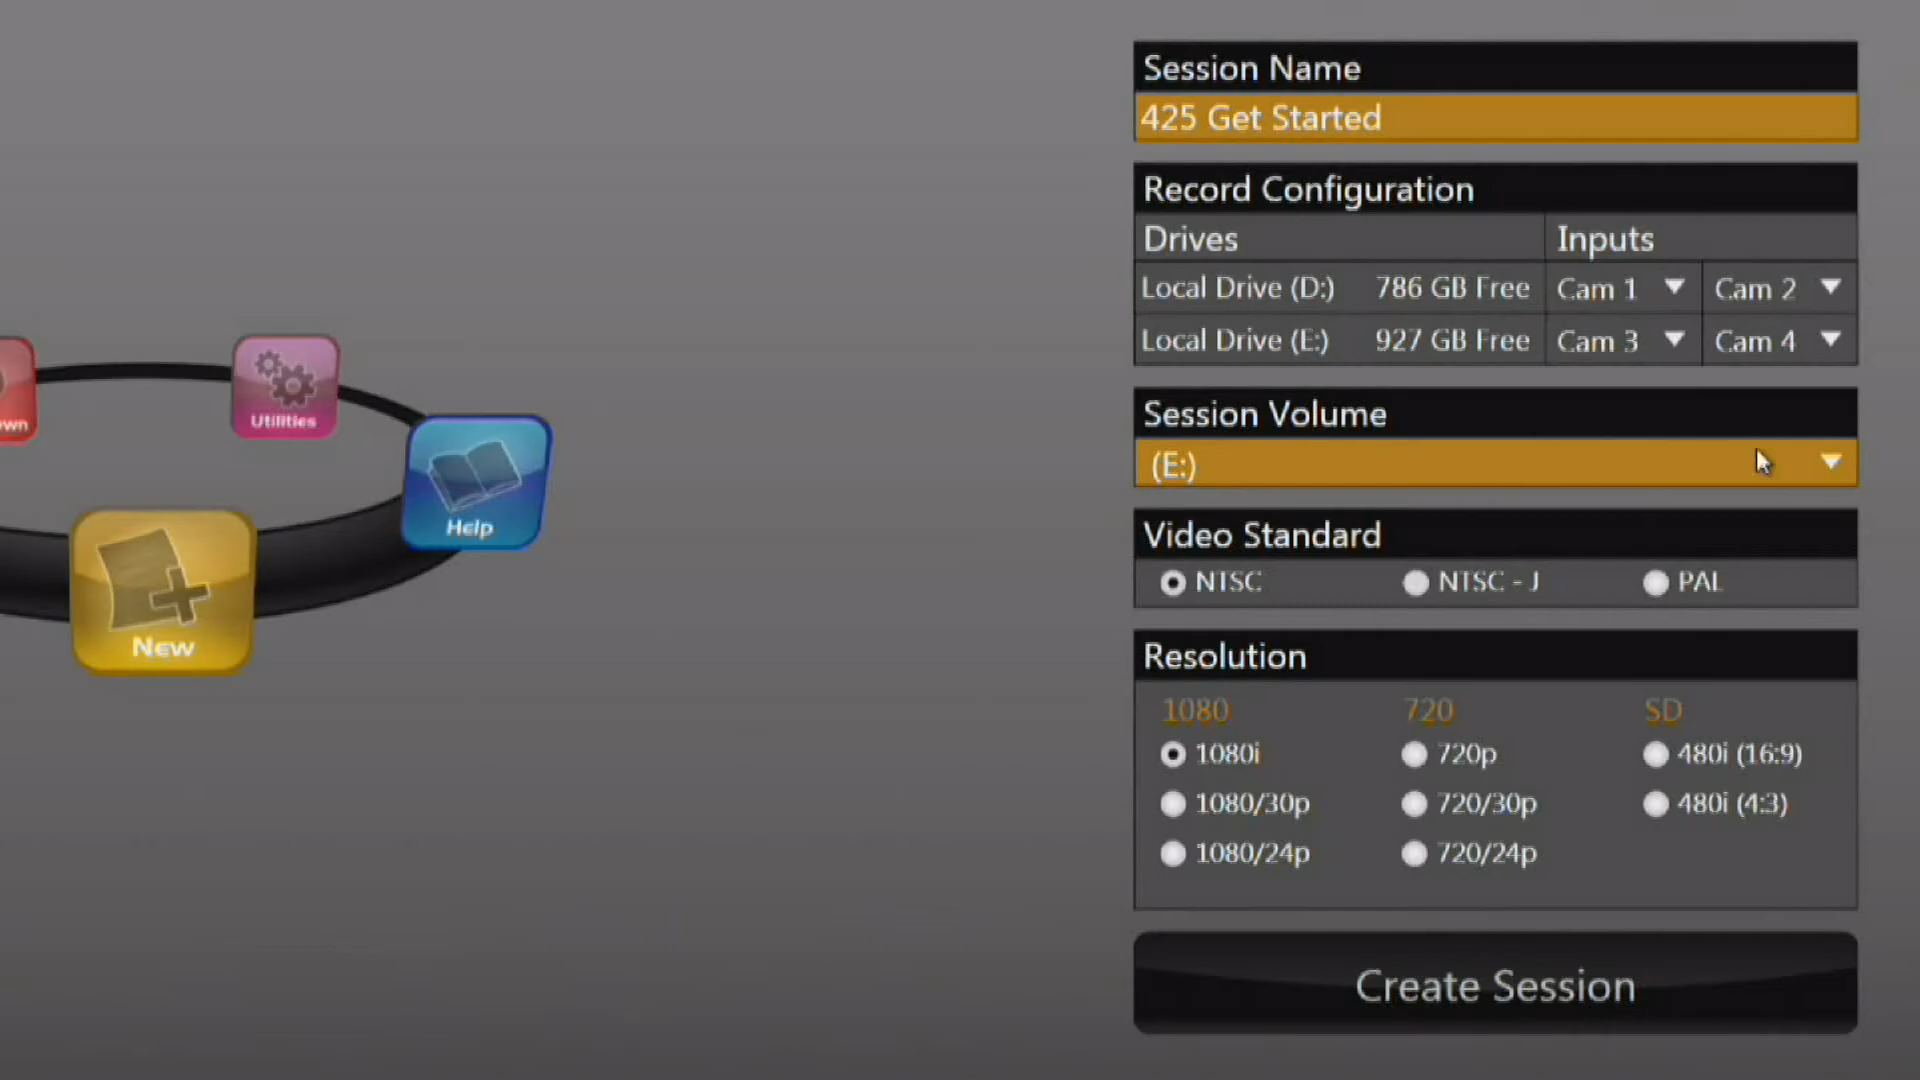 Session Name
425 Get Started
Record Configuration
Drives Inputs
Local Drive (D:) 786 GB Free Cam 1 Cam 2
Local Drive (E:) 927 GB Free Cam 3 Cam 4
Session Volume
(E:)
Video Standard
NTSC NTSC - J PAL
Resolution
1080 720 SD
1080i 720p 480i (16:9)
1080/30p 720/30p 480i (4:3)
1080/24p 720/24p
Create Session
own
Utilities
Help
New